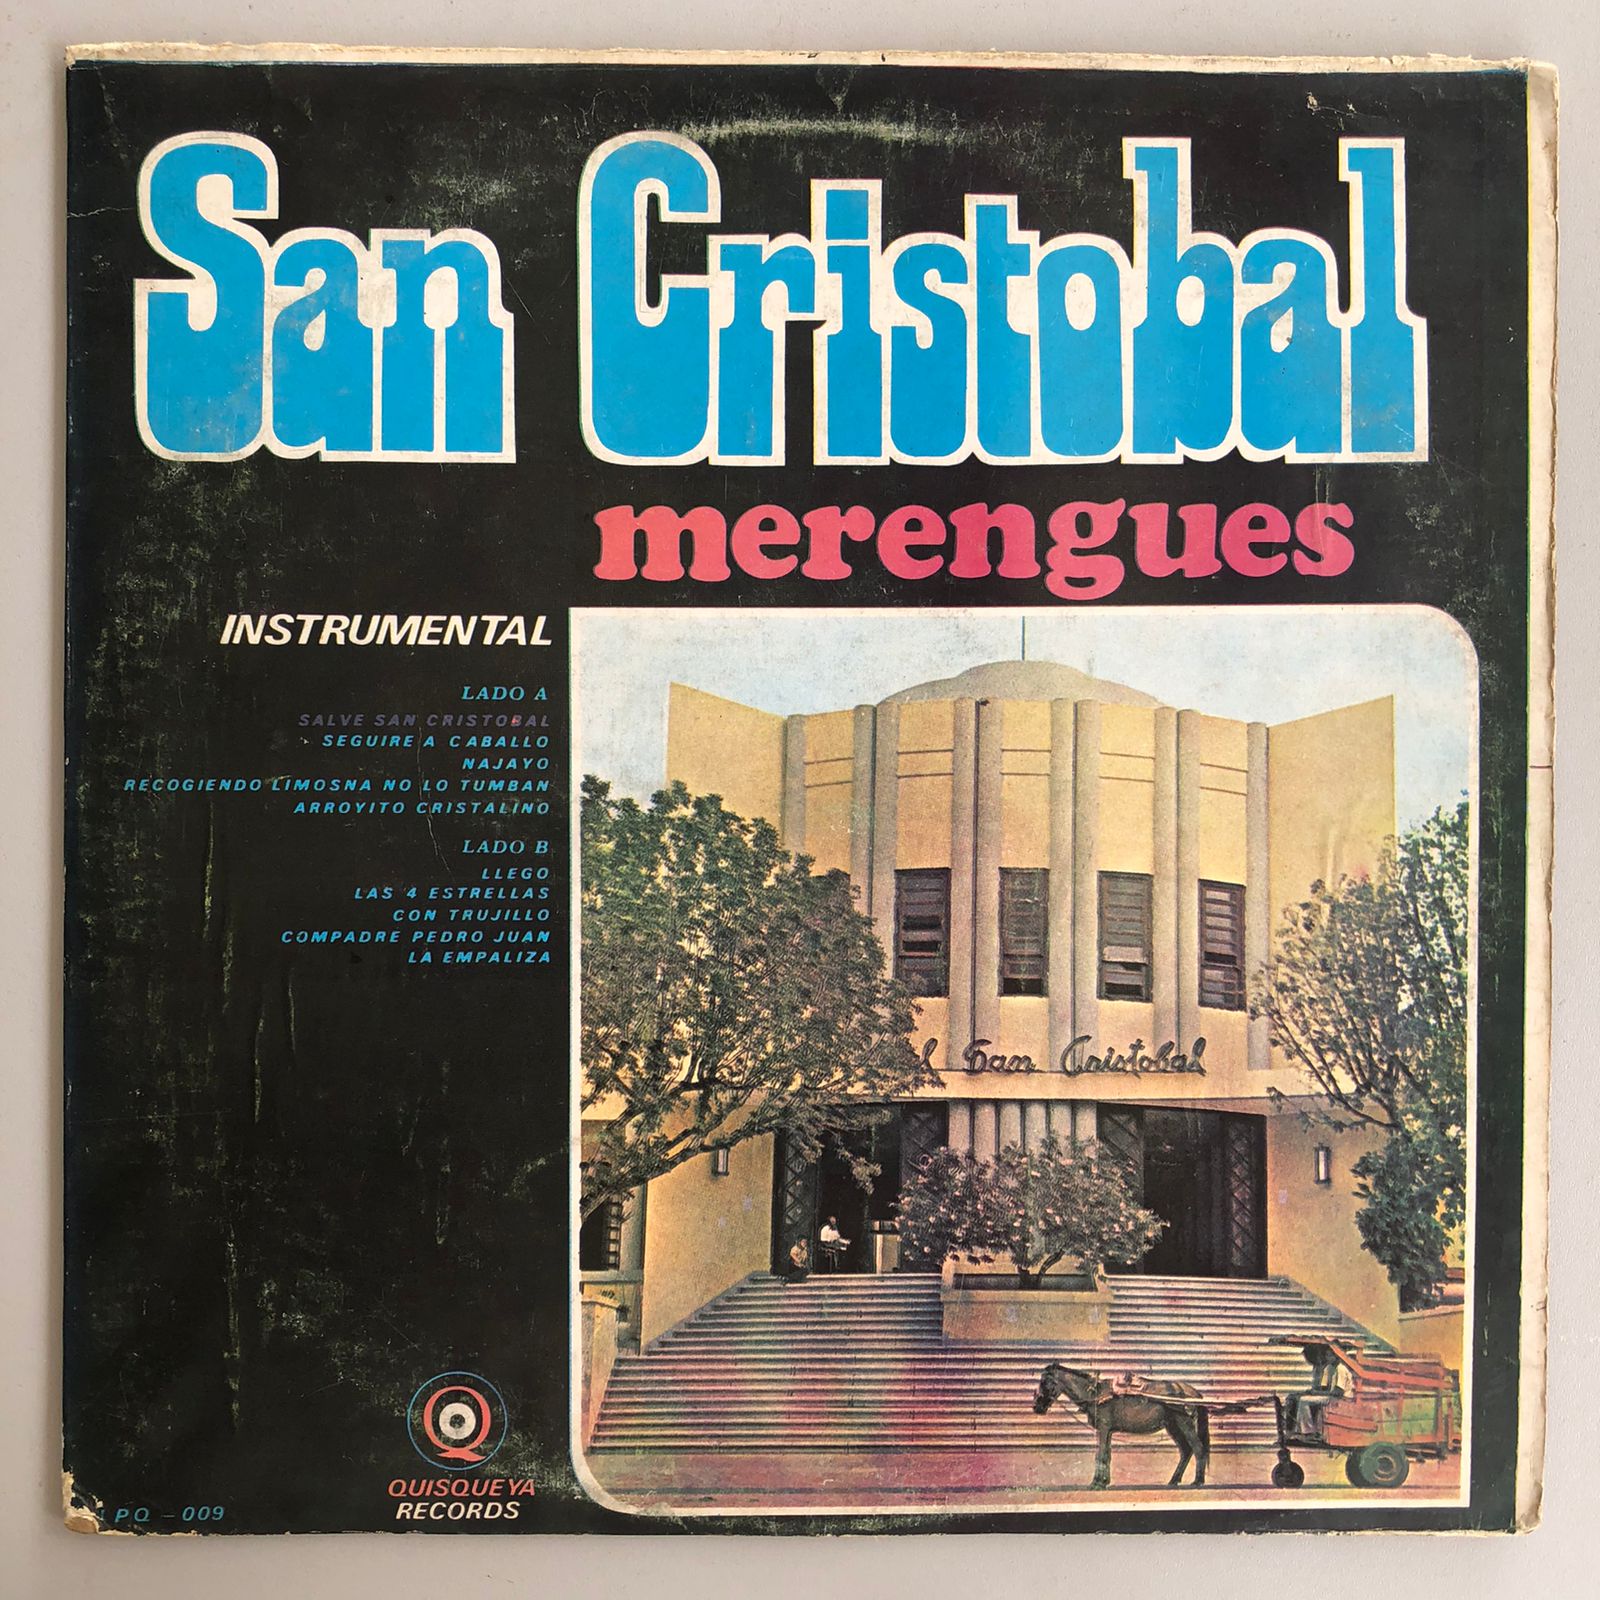 San Cristobal
merengues
INSTRUMENTAL
LADO A
SALVE SAN CRISTOBAL
SEGUIRE A CABALLO
NAJAYO
RECOGIENDO LIMOSNA NO LO TUMBAN
ARROYITO CRISTALINO
LADO B
LLEGO
LAS 4 ESTRELLAS
CON TRUJILLO
COMPADRE PEDRO JUAN
LA EMPALIZA
San Cristobal
Q
QUISQUEYA
RECORDS
LPQ - 009